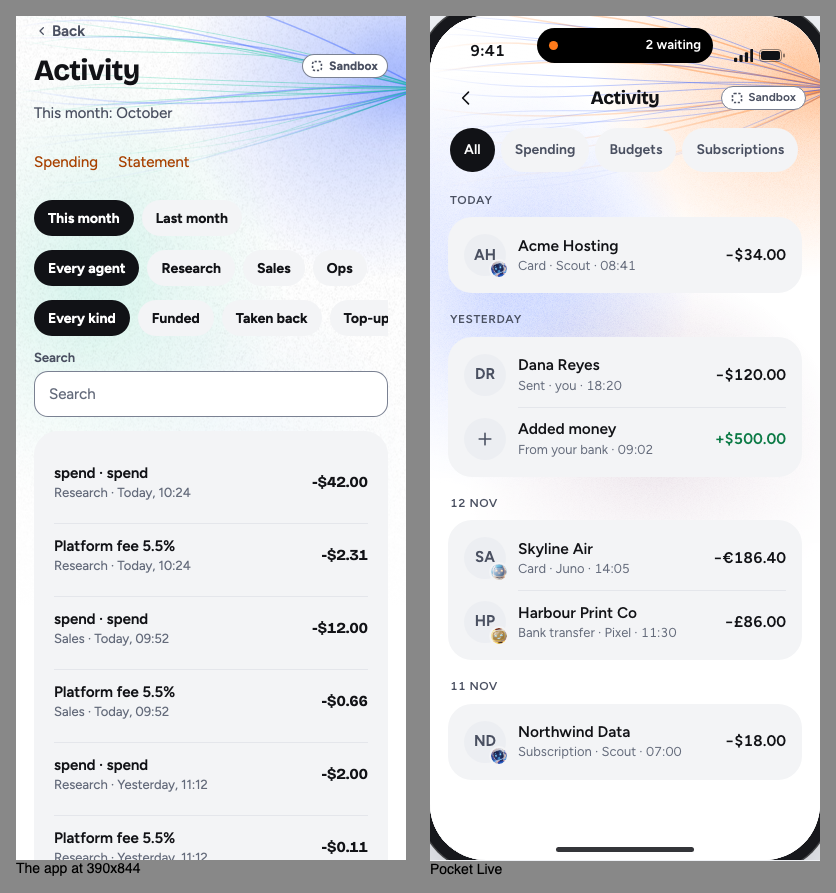 Back
Activity
Sandbox
This month: October
Spending Statement
This month Last month
Every agent Research Sales Ops
Every kind Funded Taken back Top-up
Search
Search
spend · spend
Research · Today, 10:24
-$42.00
Platform fee 5.5%
Research · Today, 10:24
-$2.31
spend · spend
Sales · Today, 09:52
-$12.00
Platform fee 5.5%
Sales · Today, 09:52
-$0.66
spend · spend
Research · Yesterday, 11:12
-$2.00
Platform fee 5.5%
Research · Yesterday, 11:12
-$0.11
The app at 390x844
9:41
2 waiting
Activity
Sandbox
All Spending Budgets Subscriptions
TODAY
AH
Acme Hosting
Card · Scout · 08:41
-$34.00
YESTERDAY
DR
Dana Reyes
Sent · you · 18:20
-$120.00
Added money
From your bank · 09:02
+$500.00
12 NOV
SA
Skyline Air
Card · Juno · 14:05
-€186.40
HP
Harbour Print Co
Bank transfer · Pixel · 11:30
-£86.00
11 NOV
ND
Northwind Data
Subscription · Scout · 07:00
-$18.00
Pocket Live